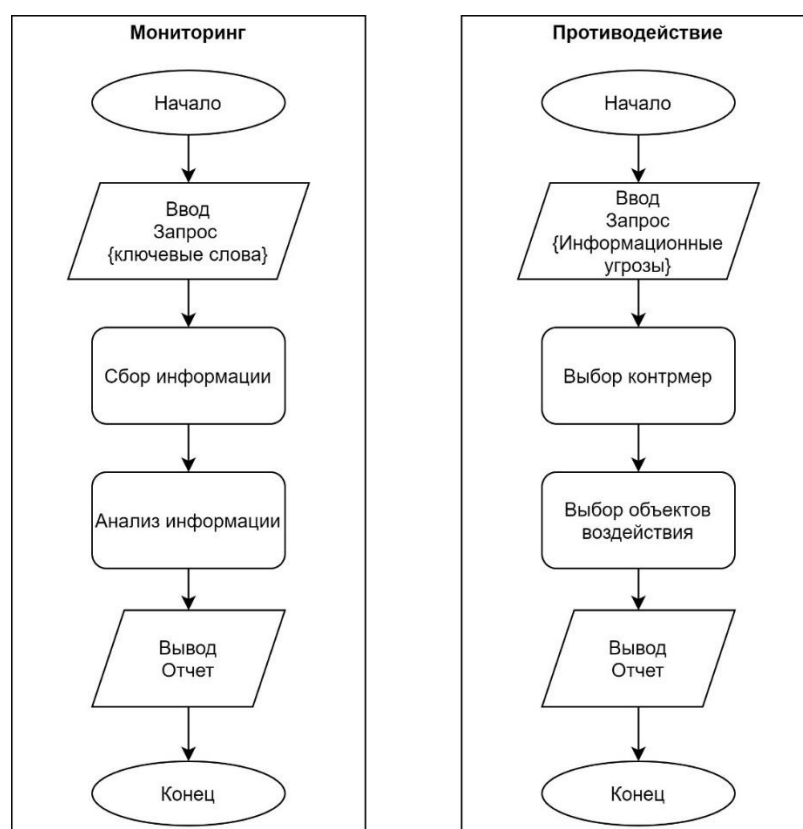 Мониторинг
Начало
Ввод
Запрос
{ключевые слова}
Сбор информации
Анализ информации
Вывод
Отчет
Конец
Противодействие
Начало
Ввод
Запрос
{Информационные
угрозы}
Выбор контрмер
Выбор объектов
воздействия
Вывод
Отчет
Конец